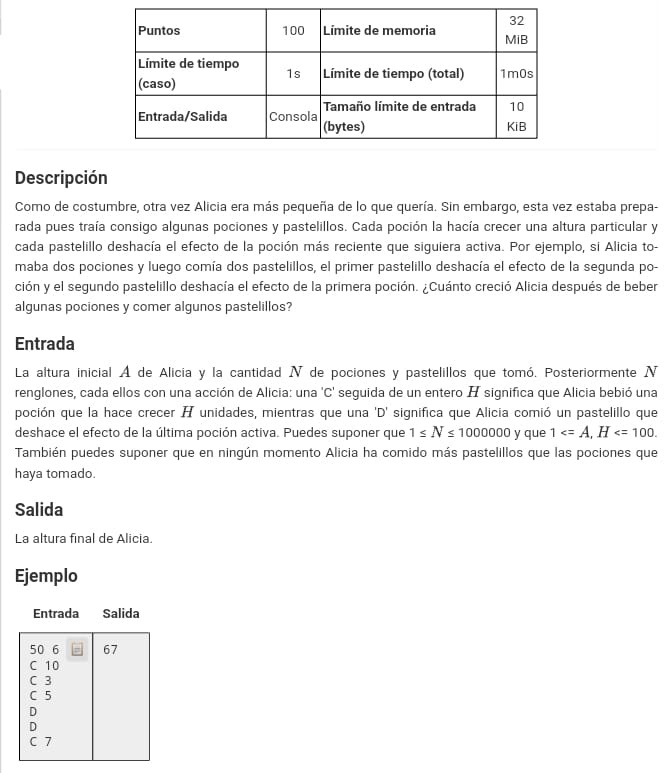 Puntos 100 Límite de memoria 32 MiB
Límite de tiempo (caso) 1s Límite de tiempo (total) 1m0s
Entrada/Salida Consola Tamaño límite de entrada (bytes) 10 KiB
Descripción
Como de costumbre, otra vez Alicia era más pequeña de lo que quería. Sin embargo, esta vez estaba prepa-
rada pues traía consigo algunas pociones y pastelillos. Cada poción la hacía crecer una altura particular y
cada pastelillo deshacía el efecto de la poción más reciente que siguiera activa. Por ejemplo, si Alicia to-
maba dos pociones y luego comía dos pastelillos, el primer pastelillo deshacía el efecto de la segunda po-
ción y el segundo pastelillo deshacía el efecto de la primera poción. ¿Cuánto creció Alicia después de beber
algunas pociones y comer algunos pastelillos?
Entrada
La altura inicial A de Alicia y la cantidad N de pociones y pastelillos que tomó. Posteriormente N
renglones, cada ellos con una acción de Alicia: una 'C' seguida de un entero H significa que Alicia bebió una
poción que la hace crecer H unidades, mientras que una 'D' significa que Alicia comió un pastelillo que
deshace el efecto de la última poción activa. Puedes suponer que 1 ≤ N ≤ 1000000 y que 1 <= A, H <= 100.
También puedes suponer que en ningún momento Alicia ha comido más pastelillos que las pociones que
haya tomado.
Salida
La altura final de Alicia.
Ejemplo
Entrada Salida
50 6 67
C 10
C 3
C 5
D
D
C 7